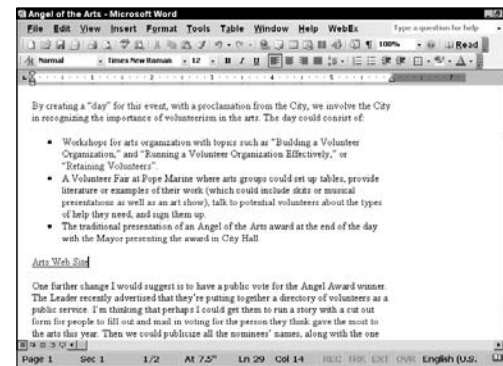 Angel of the Arts - Microsoft Word
File Edit View Insert Format Tools Table Window Help WebEx Type a question for help
100% Read
Normal Times New Roman 12 B I U
By creating a "day" for this event, with a proclamation from the City, we involve the City
in recognizing the importance of volunteerism in the arts. The day could consist of:
• Workshops for arts organization with topics such as "Building a Volunteer
Organization," and "Running a Volunteer Organization Effectively," or
"Retaining Volunteers".
• A Volunteer Fair at Pope Marine where arts groups could set up tables, provide
literature or examples of their work (which could include skits or musical
presentations as well as an art show), talk to potential volunteers about the types
of help they need, and sign them up.
• The traditional presentation of an Angel of the Arts award at the end of the day
with the Mayor presenting the award in City Hall
Arts Web Site
One further change I would suggest is to have a public vote for the Angel Award winner.
The Leader recently advertised that they're putting together a directory of volunteers as a
public service. I'm thinking that perhaps I could get them to run a story with a cut out
form for people to fill out and mail in voting for the person they think gave the most to
the arts this year. Then we could publicize all the nominees' names, along with the one
Page 1 Sec 1 1/2 At 7.5" Ln 29 Col 14 REC TRK EXT OVR English (U.S.